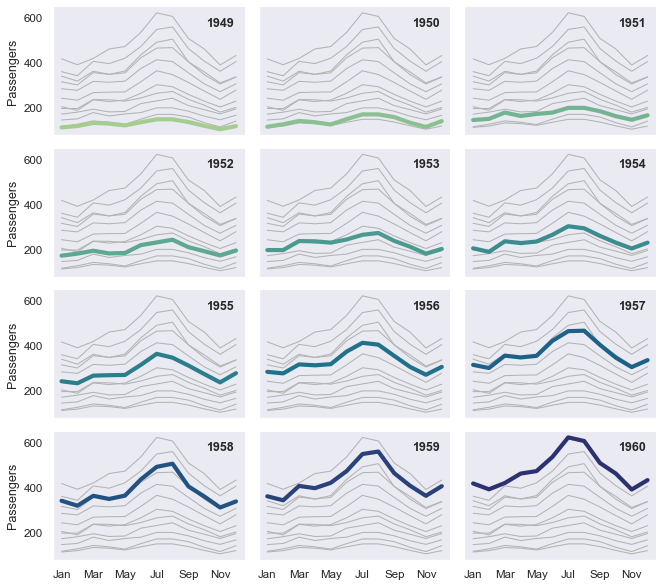 1949 1950 1951
Passengers 600 400 200
1952 1953 1954
Passengers 600 400 200
1955 1956 1957
Passengers 600 400 200
1958 1959 1960
Passengers 600 400 200
Jan Mar May Jul Sep Nov Jan Mar May Jul Sep Nov Jan Mar May Jul Sep Nov